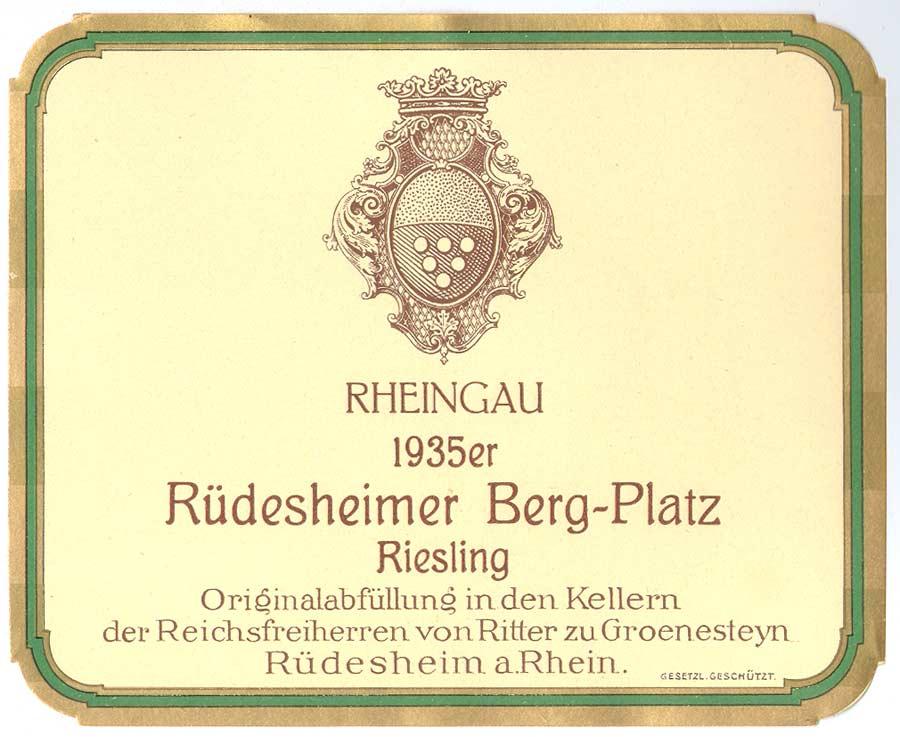 RHEINGAU
1935er
Rüdesheimer Berg-Platz
Riesling
Originalabfüllung in den Kellern
der Reichsfreiherren von Ritter zu Groenesteyn
Rüdesheim a.Rhein.
GESETZL. GESCHÜTZT.